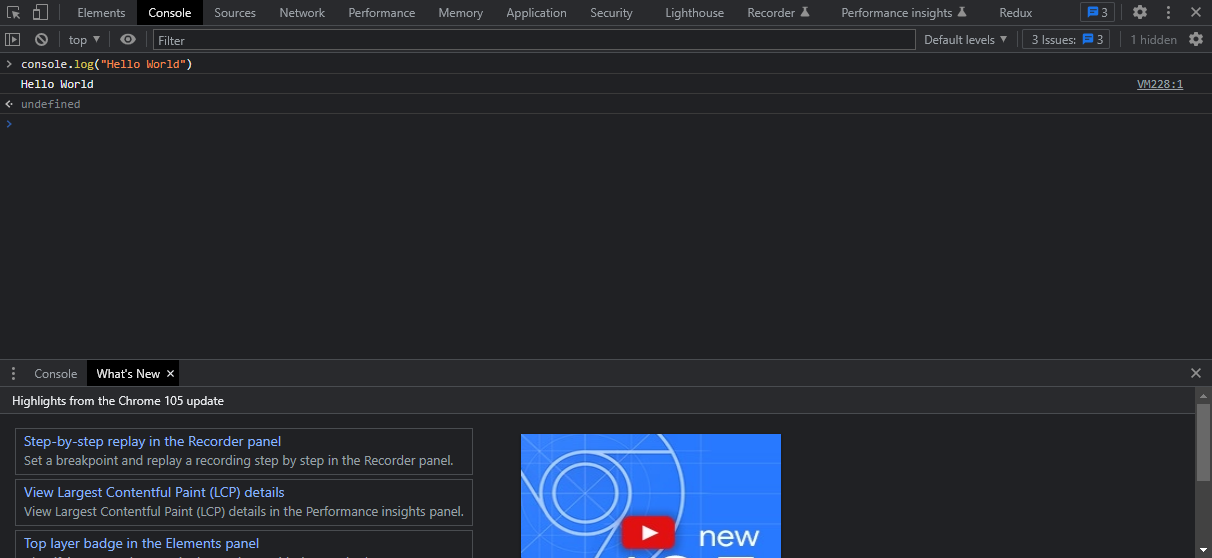 Elements Console Sources Network Performance Memory Application Security Lighthouse Recorder Performance insights Redux 3
top Filter Default levels 3 Issues: 3 1 hidden
console.log("Hello World")
Hello World VM228:1
undefined
Console What's New
Highlights from the Chrome 105 update
Step-by-step replay in the Recorder panel
Set a breakpoint and replay a recording step by step in the Recorder panel.
View Largest Contentful Paint (LCP) details
View Largest Contentful Paint (LCP) details in the Performance insights panel.
Top layer badge in the Elements panel
new